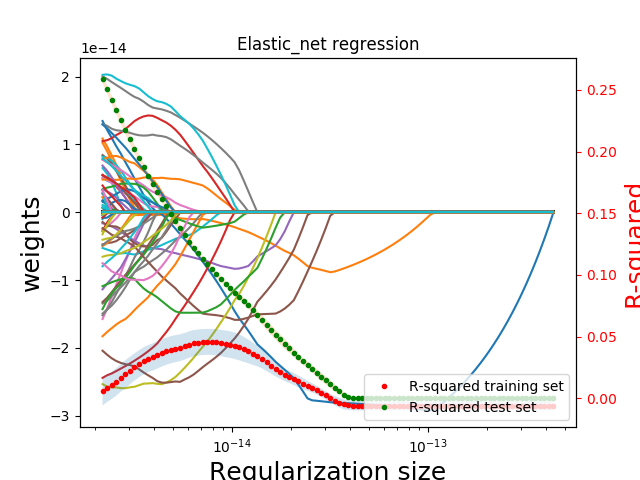 Elastic_net regression
1e−14
2
1
0
−1
−2
−3
weights
0.25
0.20
0.15
0.10
0.05
0.00
R-squared
R-squared training set
R-squared test set
10⁻¹⁴
10⁻¹³
Regularization size